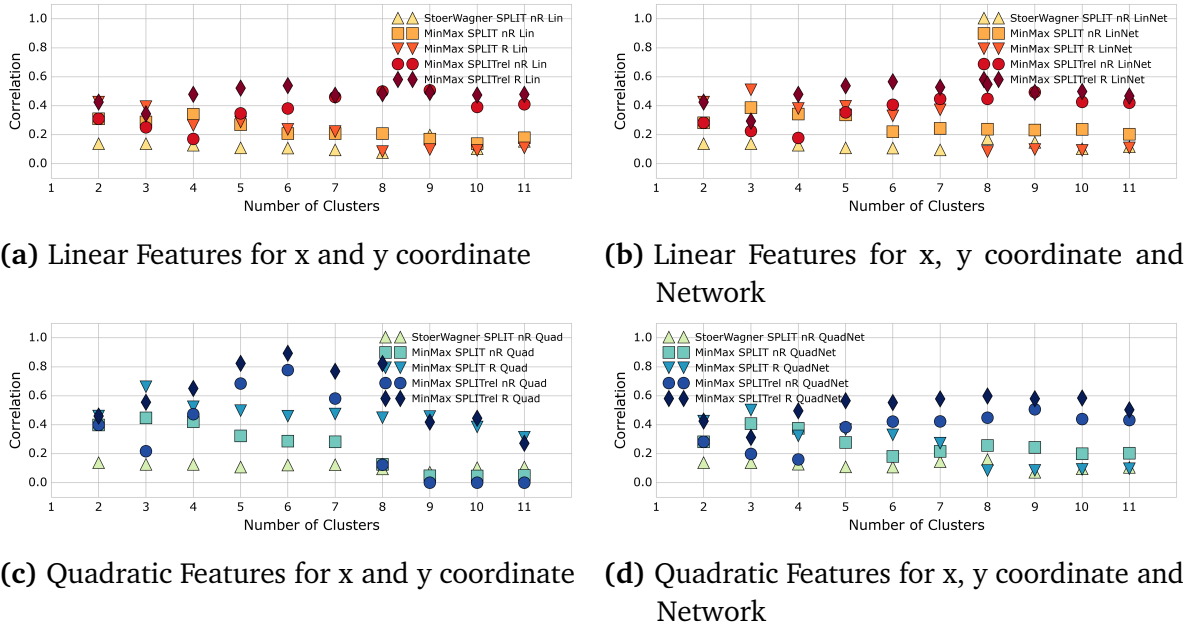 1.0
0.8
0.6
0.4
0.2
0.0
Correlation
1 2 3 4 5 6 7 8 9 10 11
Number of Clusters
StoerWagner SPLIT nR Lin
MinMax SPLIT nR Lin
MinMax SPLIT R Lin
MinMax SPLITrel nR Lin
MinMax SPLITrel R Lin
(a) Linear Features for x and y coordinate
1.0
0.8
0.6
0.4
0.2
0.0
Correlation
1 2 3 4 5 6 7 8 9 10 11
Number of Clusters
StoerWagner SPLIT nR LinNet
MinMax SPLIT nR LinNet
MinMax SPLIT R LinNet
MinMax SPLITrel nR LinNet
MinMax SPLITrel R LinNet
(b) Linear Features for x, y coordinate and
Network
1.0
0.8
0.6
0.4
0.2
0.0
Correlation
1 2 3 4 5 6 7 8 9 10 11
Number of Clusters
StoerWagner SPLIT nR Quad
MinMax SPLIT nR Quad
MinMax SPLIT R Quad
MinMax SPLITrel nR Quad
MinMax SPLITrel R Quad
(c) Quadratic Features for x and y coordinate
1.0
0.8
0.6
0.4
0.2
0.0
Correlation
1 2 3 4 5 6 7 8 9 10 11
Number of Clusters
StoerWagner SPLIT nR QuadNet
MinMax SPLIT nR QuadNet
MinMax SPLIT R QuadNet
MinMax SPLITrel nR QuadNet
MinMax SPLITrel R QuadNet
(d) Quadratic Features for x, y coordinate and
Network